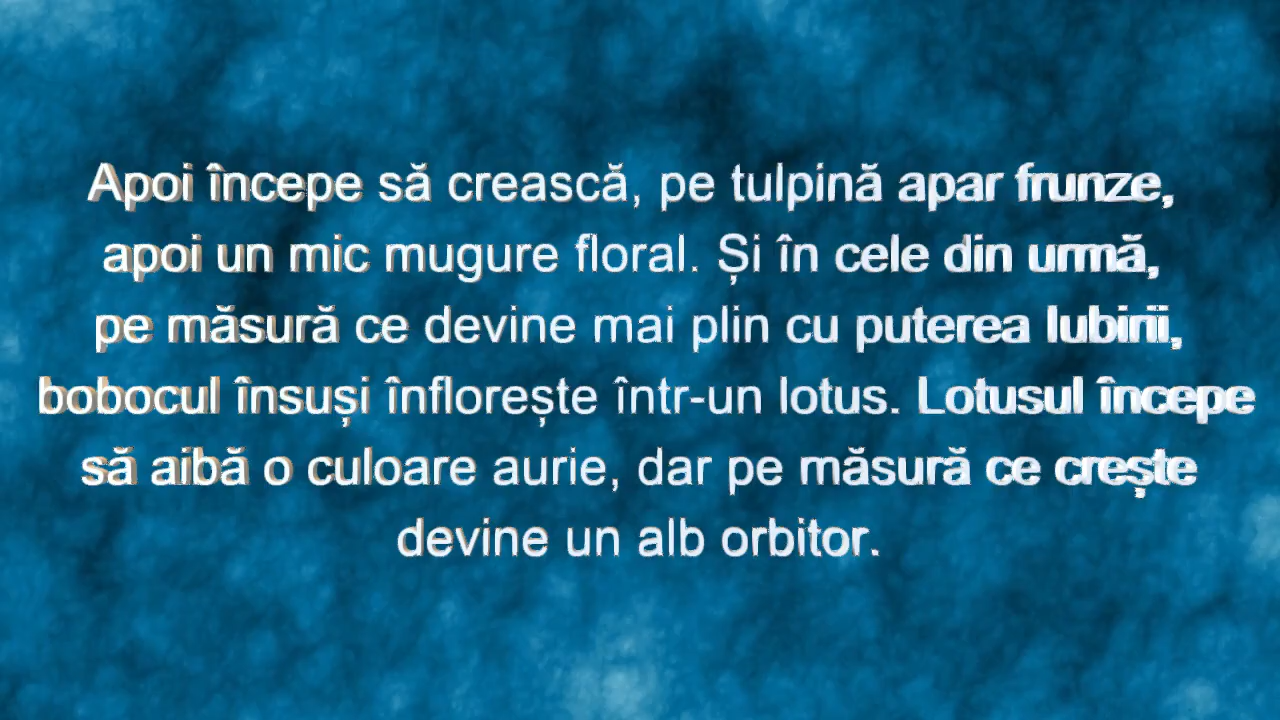 Apoi începe să crească, pe tulpină apar frunze,
apoi un mic mugure floral. Și în cele din urmă,
pe măsură ce devine mai plin cu puterea Iubirii,
bobocul însuși înflorește într-un lotus. Lotusul începe
să aibă o culoare aurie, dar pe măsură ce crește
devine un alb orbitor.